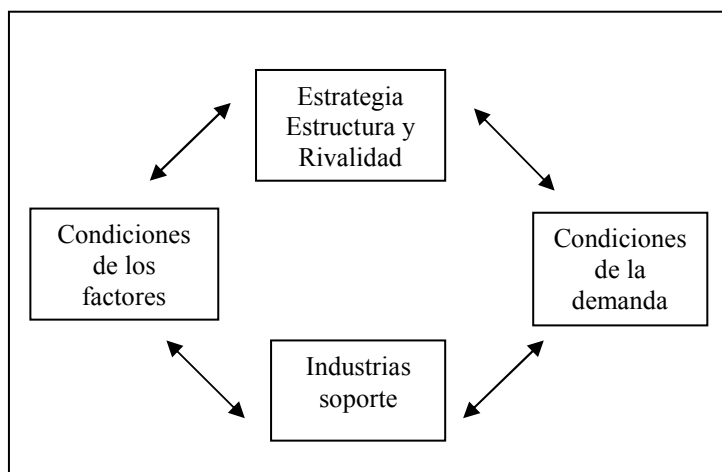 Estrategia
Estructura y
Rivalidad
Condiciones
de los
factores
Condiciones
de la
demanda
Industrias
soporte